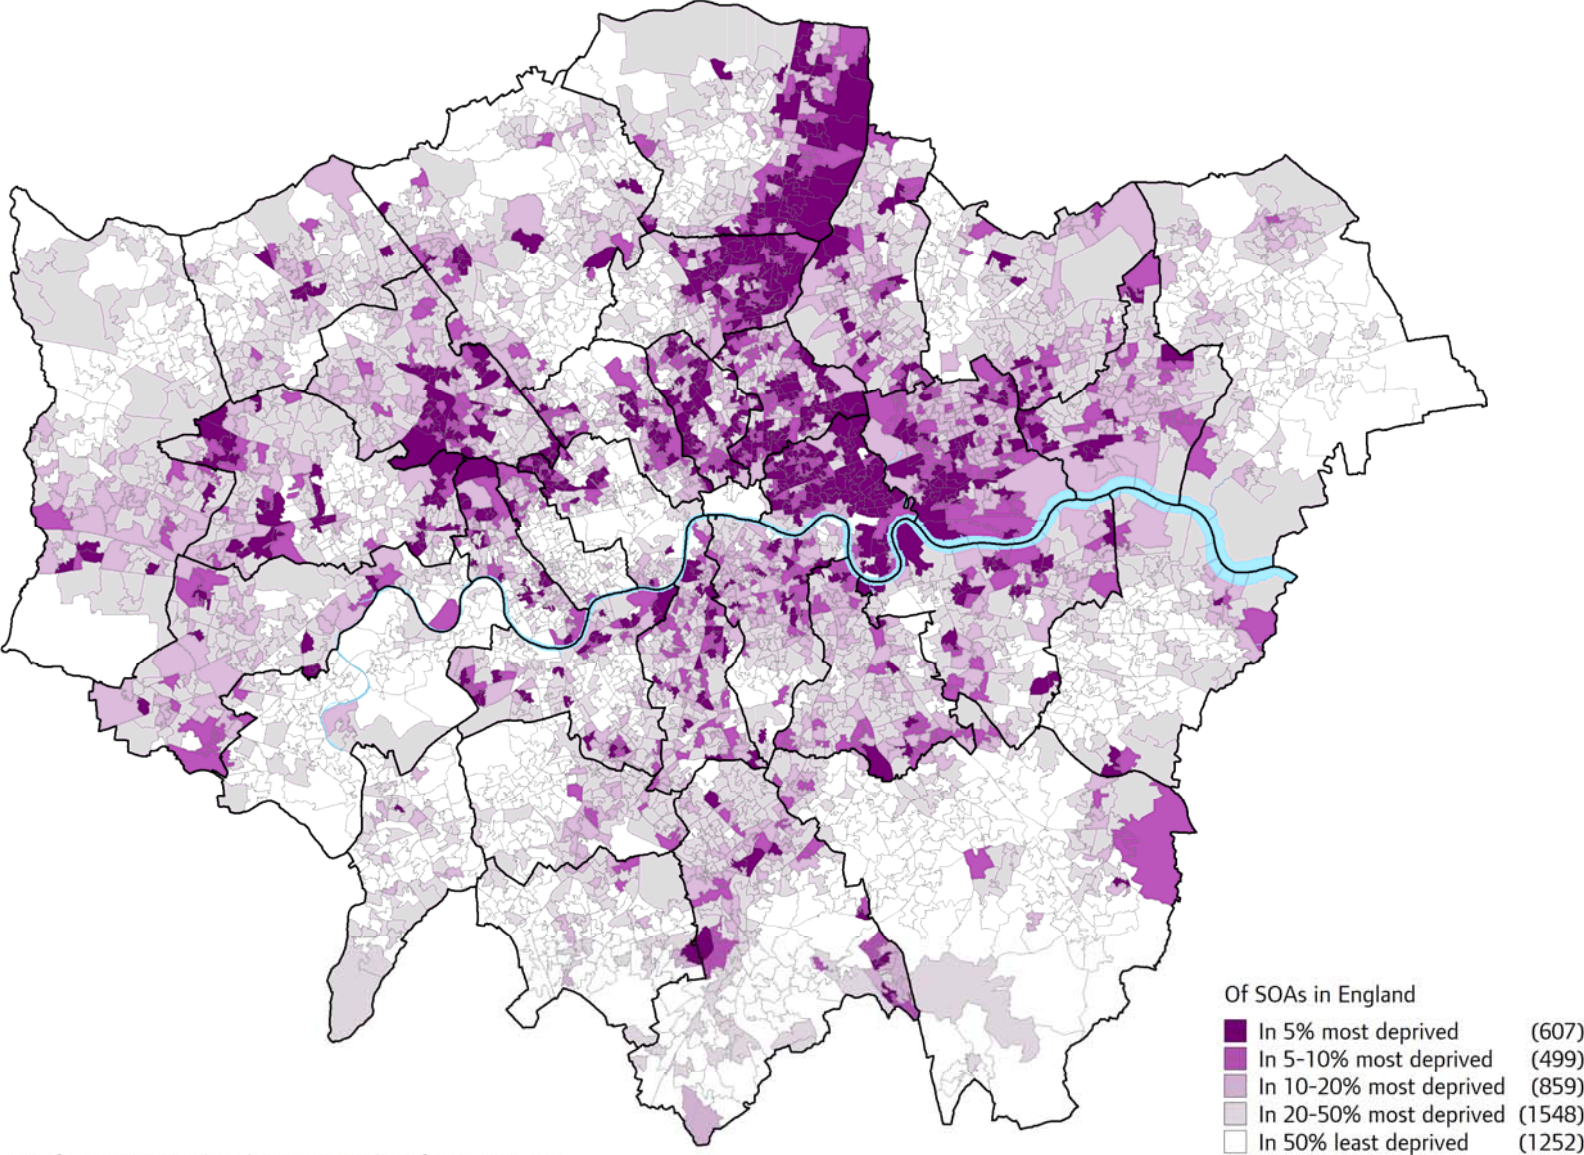 Of SOAs in England
In 5% most deprived (607)
In 5-10% most deprived (499)
In 10-20% most deprived (859)
In 20-50% most deprived (1548)
In 50% least deprived (1252)